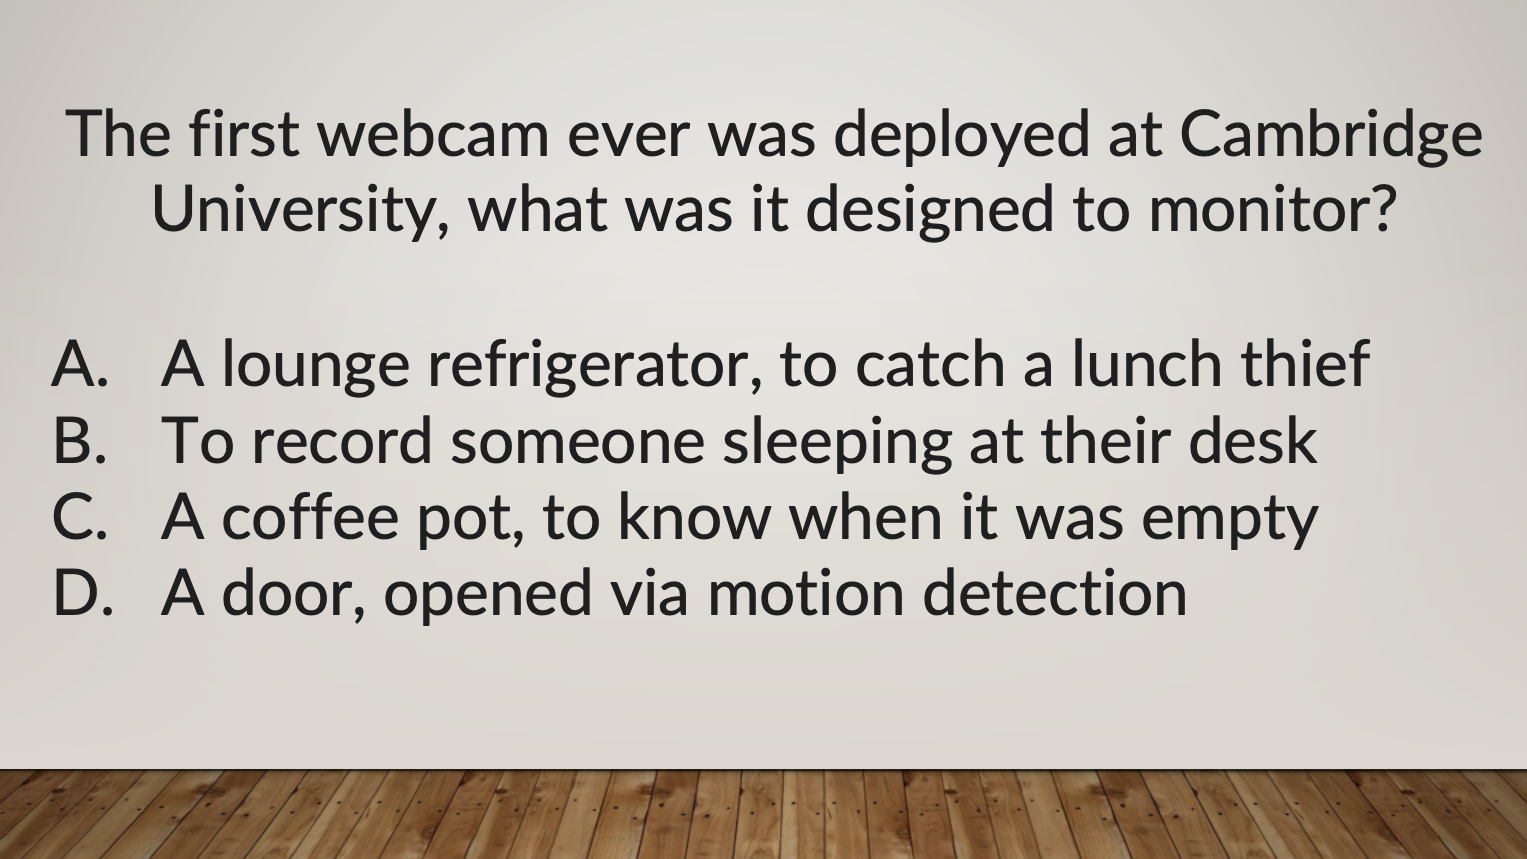 The first webcam ever was deployed at Cambridge
University, what was it designed to monitor?
A. A lounge refrigerator, to catch a lunch thief
B. To record someone sleeping at their desk
C. A coffee pot, to know when it was empty
D. A door, opened via motion detection